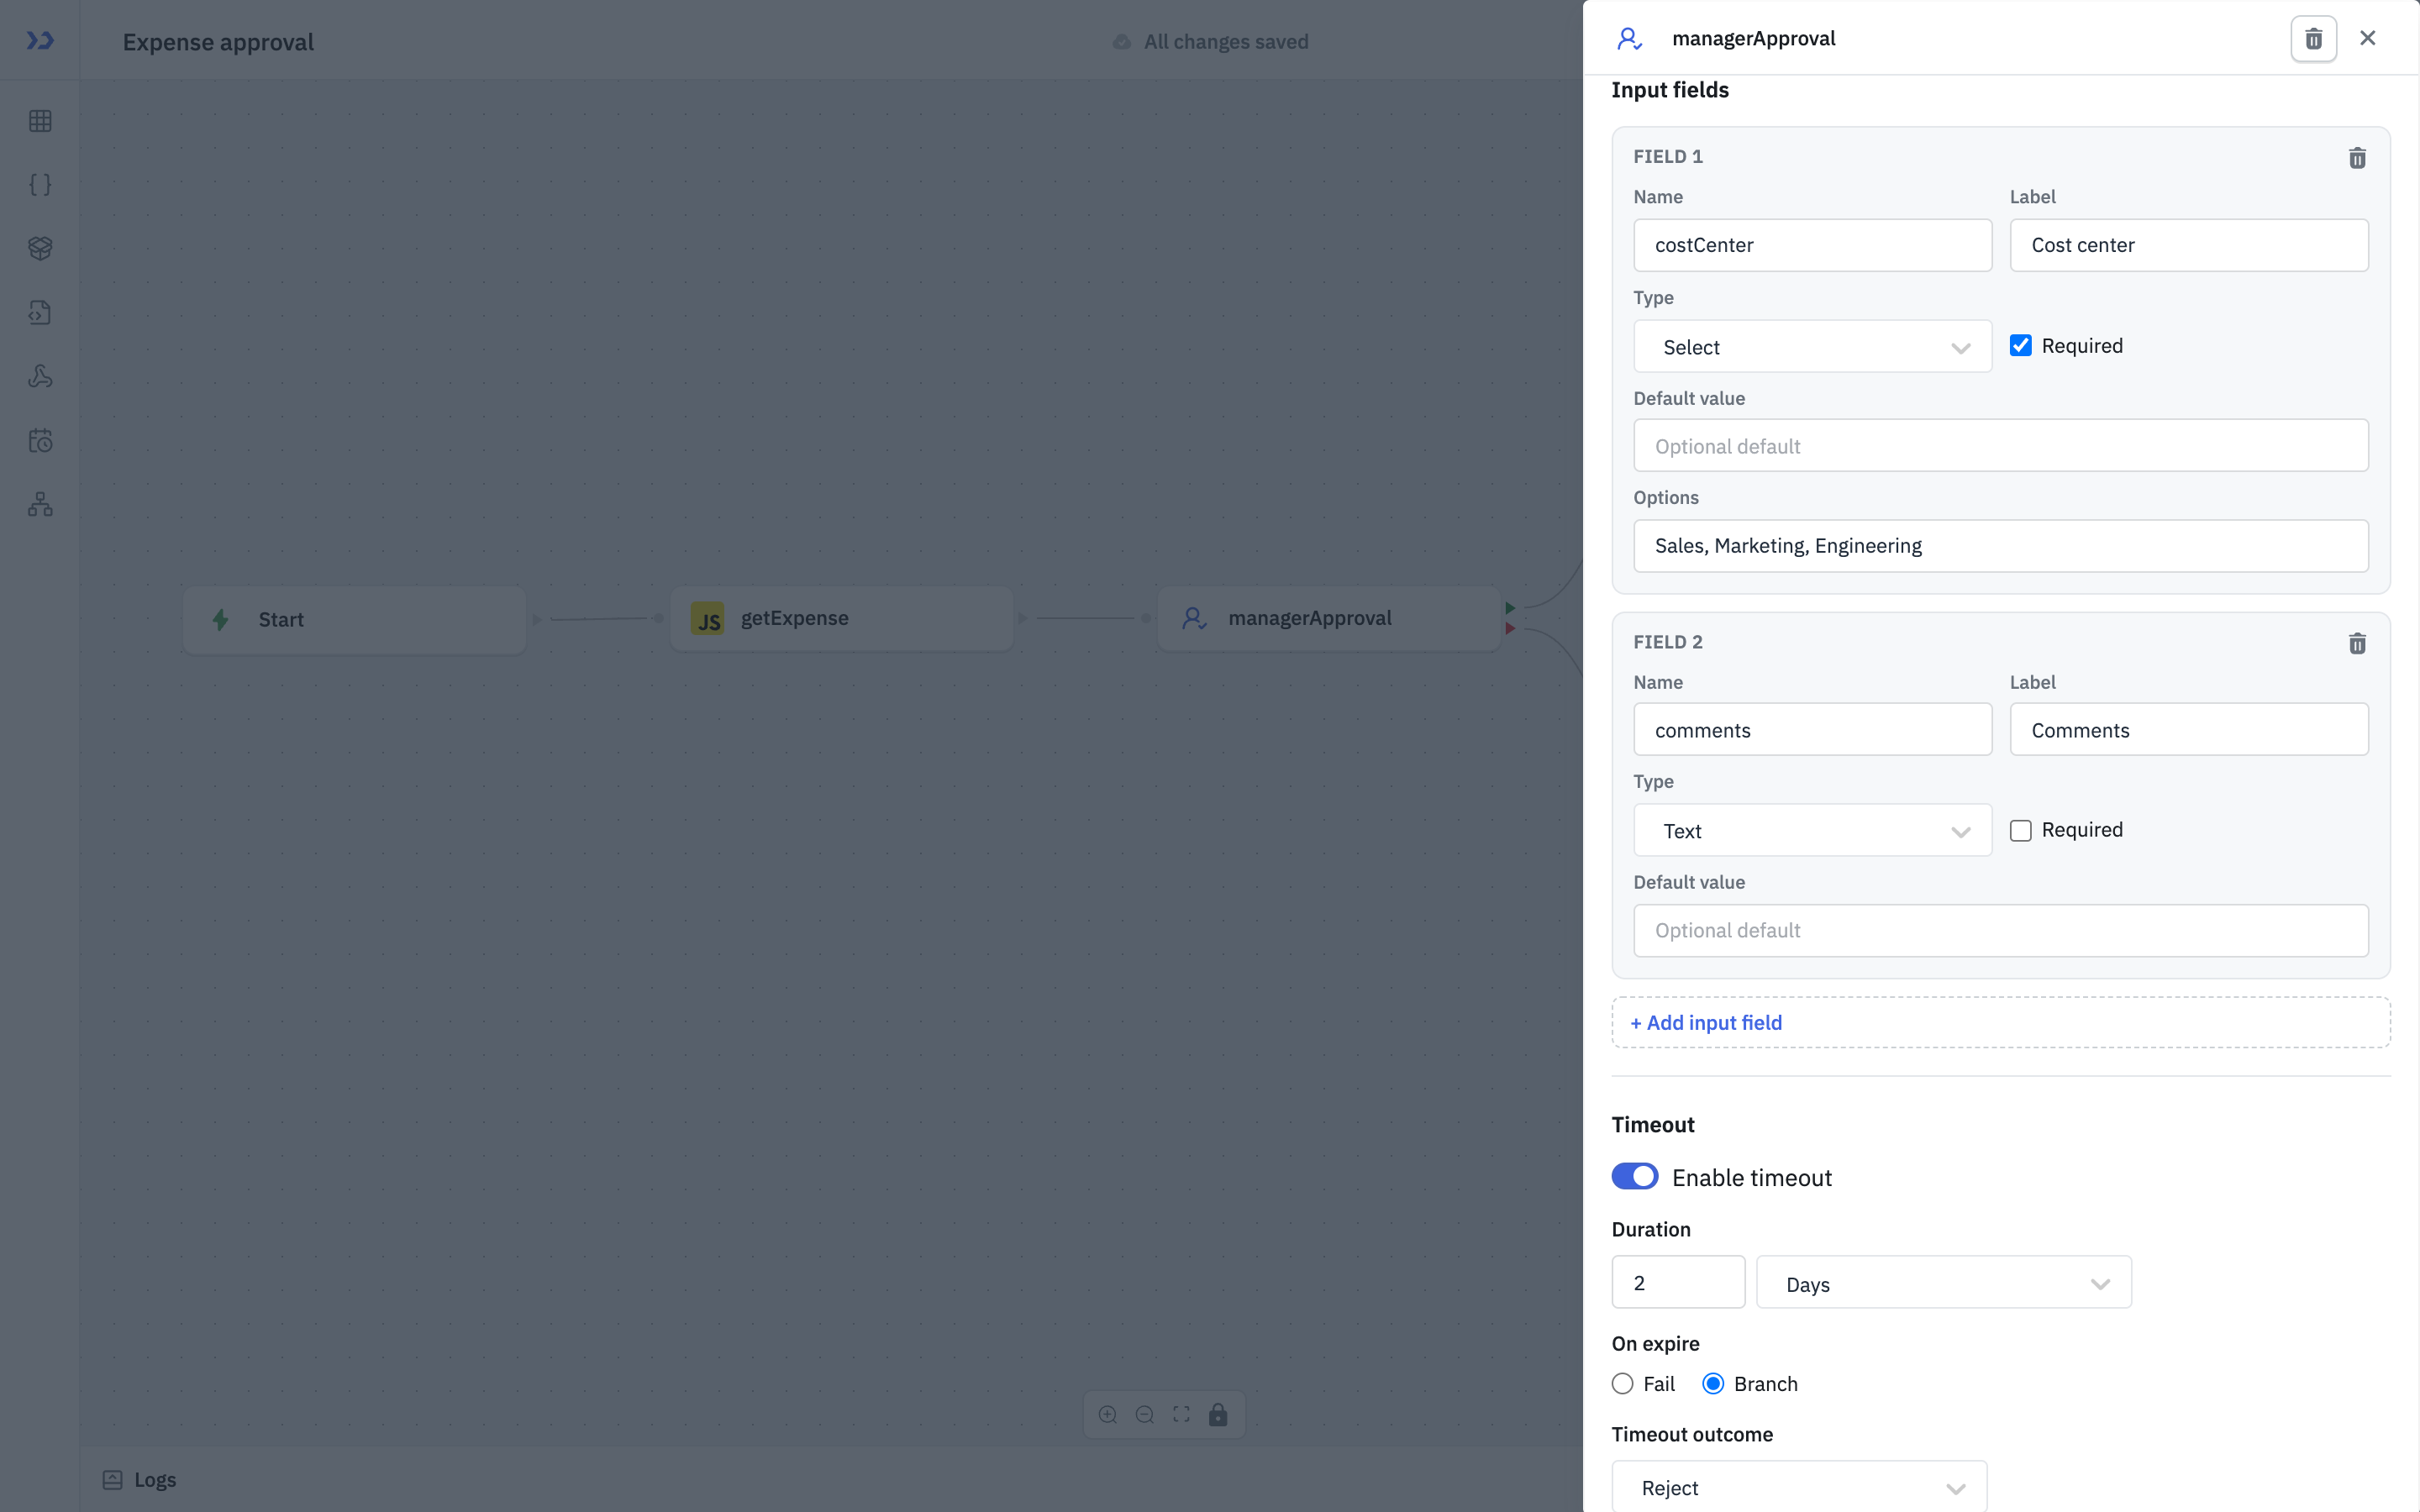 Expense approval
All changes saved
managerApproval
Input fields
FIELD 1
Name
Label
costCenter
Cost center
Type
Select
Required
Default value
Optional default
Options
Sales, Marketing, Engineering
FIELD 2
Name
Label
comments
Comments
Type
Text
Required
Default value
Optional default
+ Add input field
Timeout
Enable timeout
Duration
2
Days
On expire
Fail
Branch
Timeout outcome
Reject
Start
JS
getExpense
managerApproval
Logs